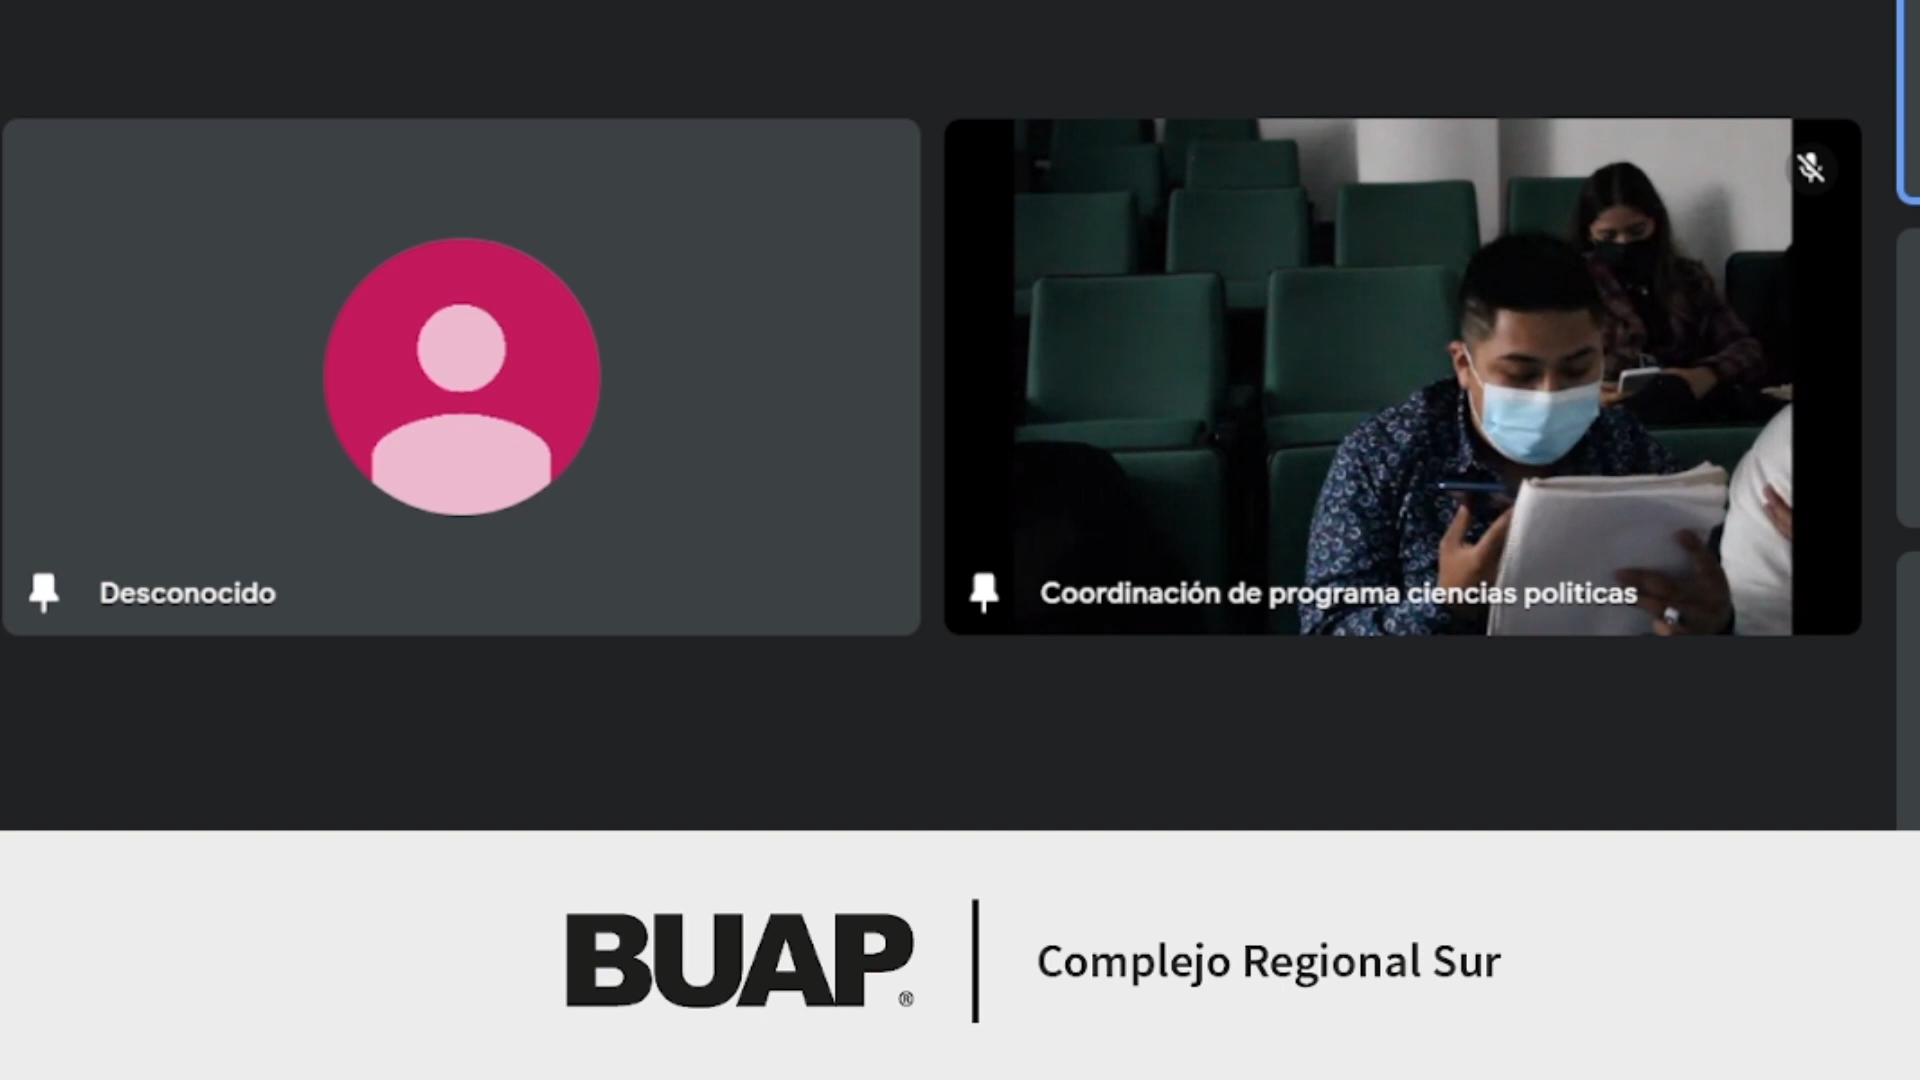 Desconocido
Coordinación de programa ciencias politicas
BUAP®
Complejo Regional Sur